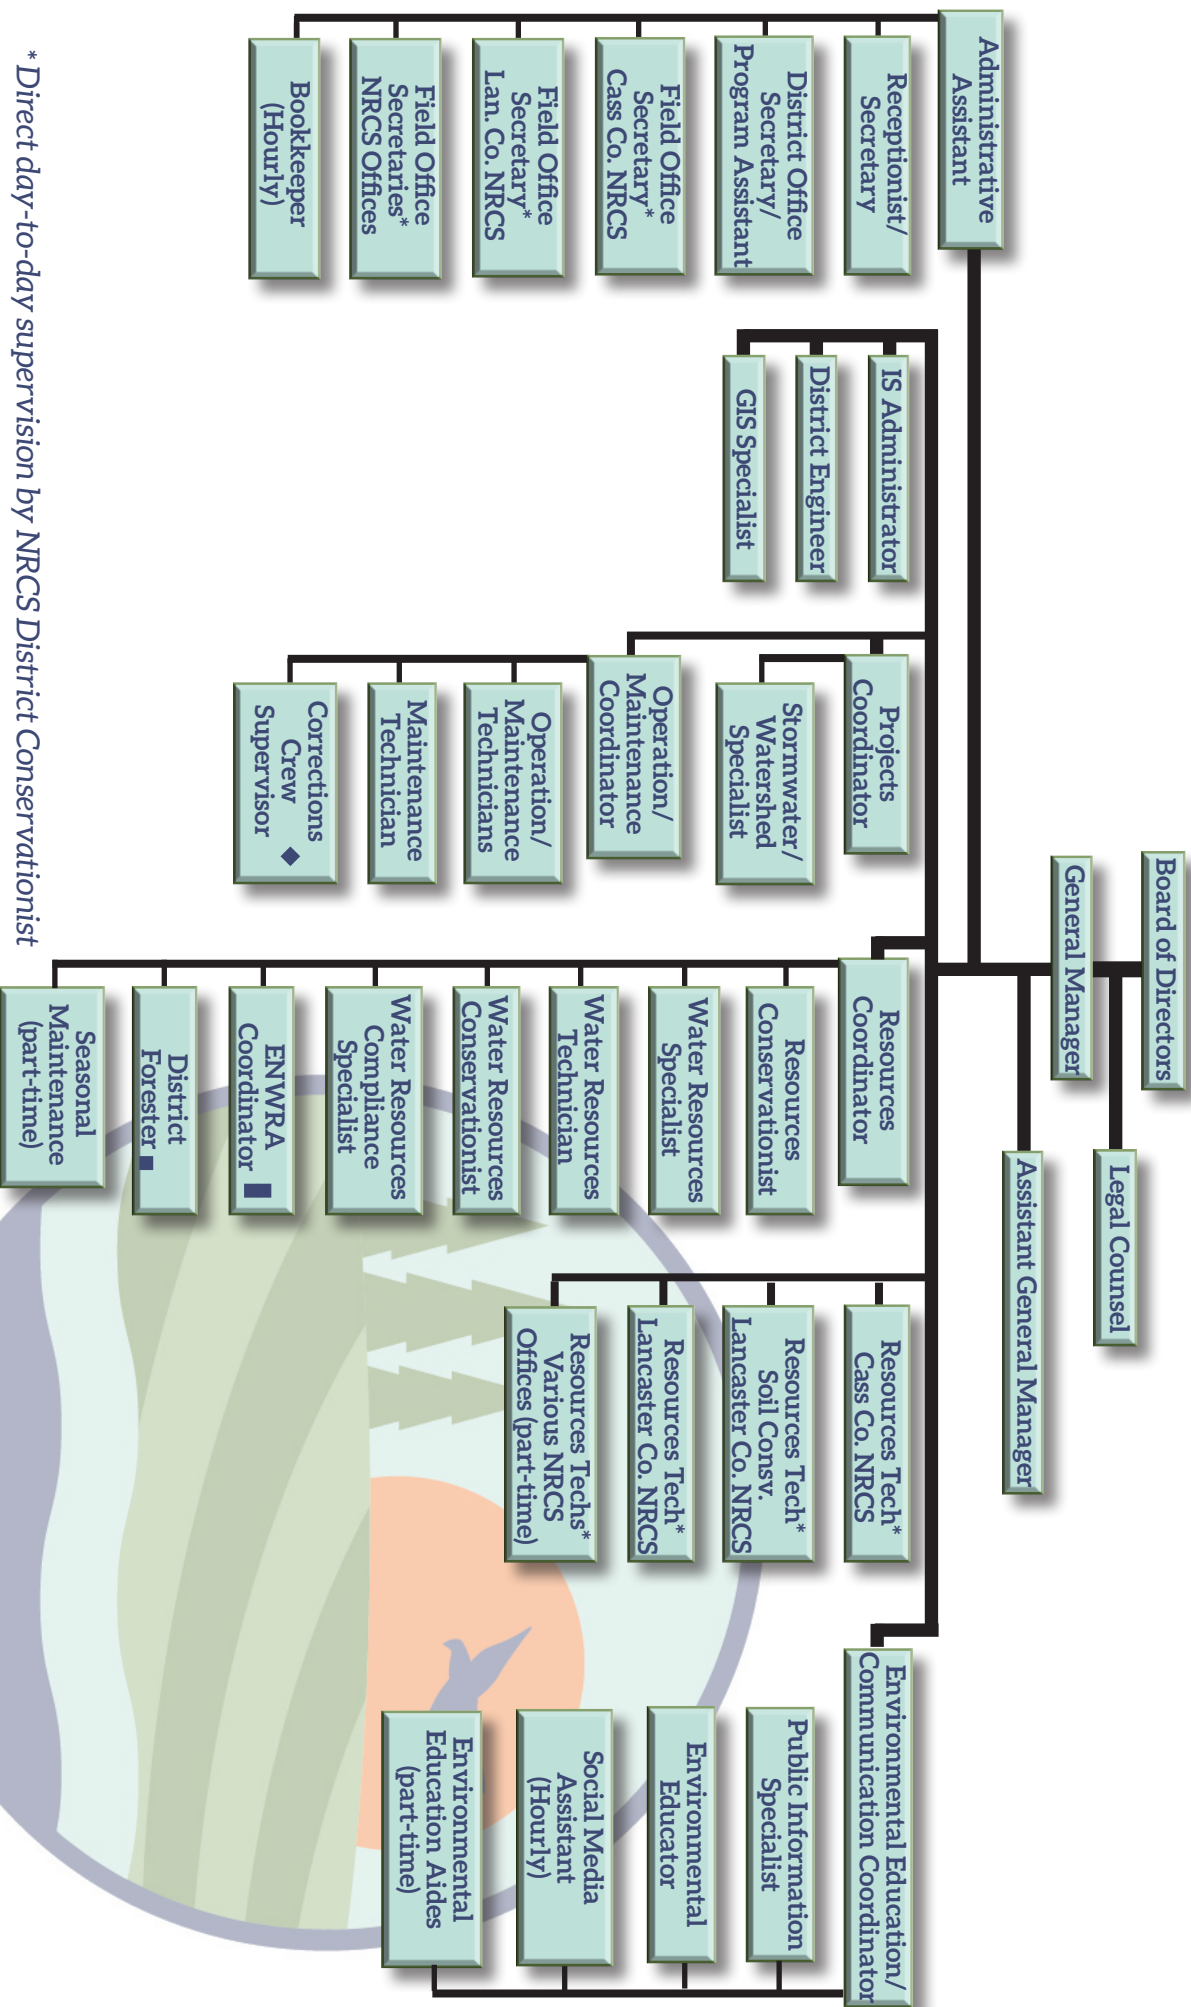 Board of Directors
Legal Counsel
General Manager
Assistant General Manager
Administrative
Assistant
Receptionist/
Secretary
District Office
Secretary/
Program Assistant
Field Office
Secretary*
Cass Co. NRCS
Field Office
Secretary*
Lan. Co. NRCS
Field Office
Secretaries*
NRCS Offices
Bookkeeper
(Hourly)
IS Administrator
District Engineer
GIS Specialist
Projects
Coordinator
Stormwater/
Watershed
Specialist
Operation/
Maintenance
Coordinator
Operation/
Maintenance
Technicians
Maintenance
Technician
Corrections
Crew ◆
Supervisor
Resources
Coordinator
Resources
Conservationist
Water Resources
Specialist
Water Resources
Technician
Water Resources
Conservationist
Water Resources
Compliance
Specialist
ENWRA
Coordinator ▮
District
Forester ■
Seasonal
Maintenance
(part-time)
Resources Tech*
Cass Co. NRCS
Resources Tech*
Soil Consv.
Lancaster Co. NRCS
Resources Tech*
Lancaster Co. NRCS
Resources Techs*
Various NRCS
Offices (part-time)
Environmental Education/
Communication Coordinator
Public Information
Specialist
Environmental
Educator
Social Media
Assistant
(Hourly)
Environmental
Education Aides
(part-time)
* Direct day-to-day supervision by NRCS District Conservationist